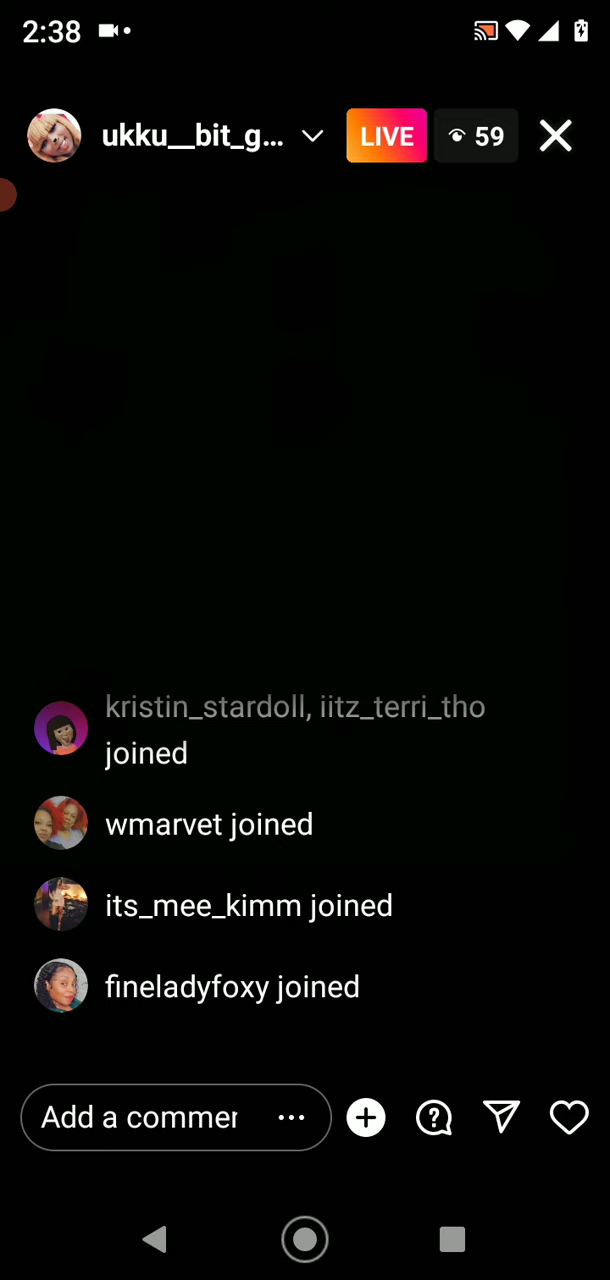 2:38
ukku__bit_g...
LIVE
59
kristin_stardoll, iitz_terri_tho
joined
wmarvet joined
its_mee_kimm joined
fineladyfoxy joined
Add a commer